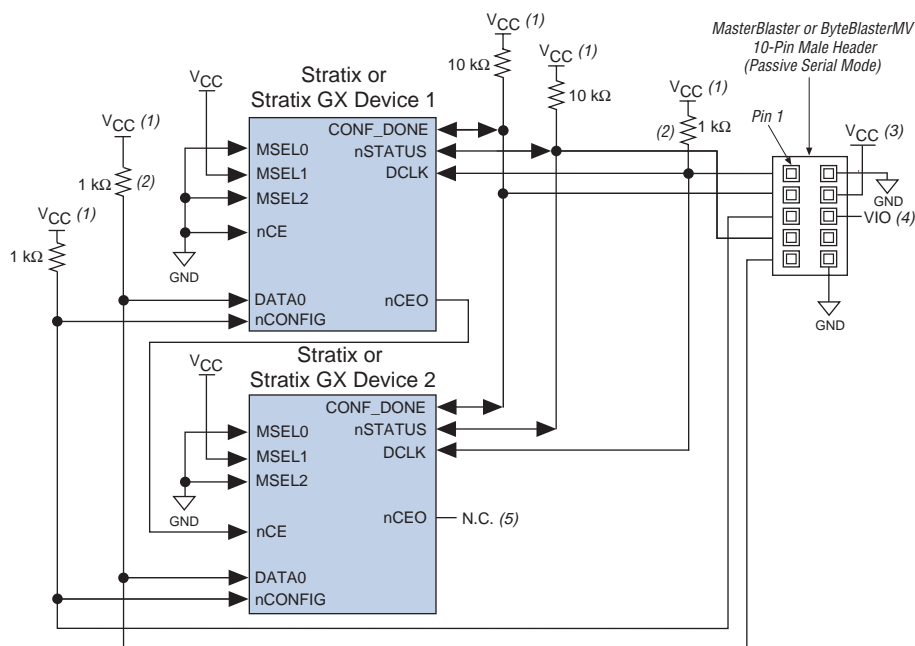 MasterBlaster or ByteBlasterMV
10-Pin Male Header
(Passive Serial Mode)
VCC (1)
VCC (1)
10 kΩ
10 kΩ
VCC (1)
(2)
1 kΩ
Pin 1
VCC (3)
GND
VIO (4)
GND
Stratix or
Stratix GX Device 1
VCC
VCC (1)
1 kΩ
(2)
VCC (1)
1 kΩ
MSEL0
MSEL1
MSEL2
nCE
GND
DATA0
nCONFIG
CONF_DONE
nSTATUS
DCLK
nCEO
Stratix or
Stratix GX Device 2
VCC
MSEL0
MSEL1
MSEL2
GND
nCE
DATA0
nCONFIG
CONF_DONE
nSTATUS
DCLK
nCEO
N.C. (5)